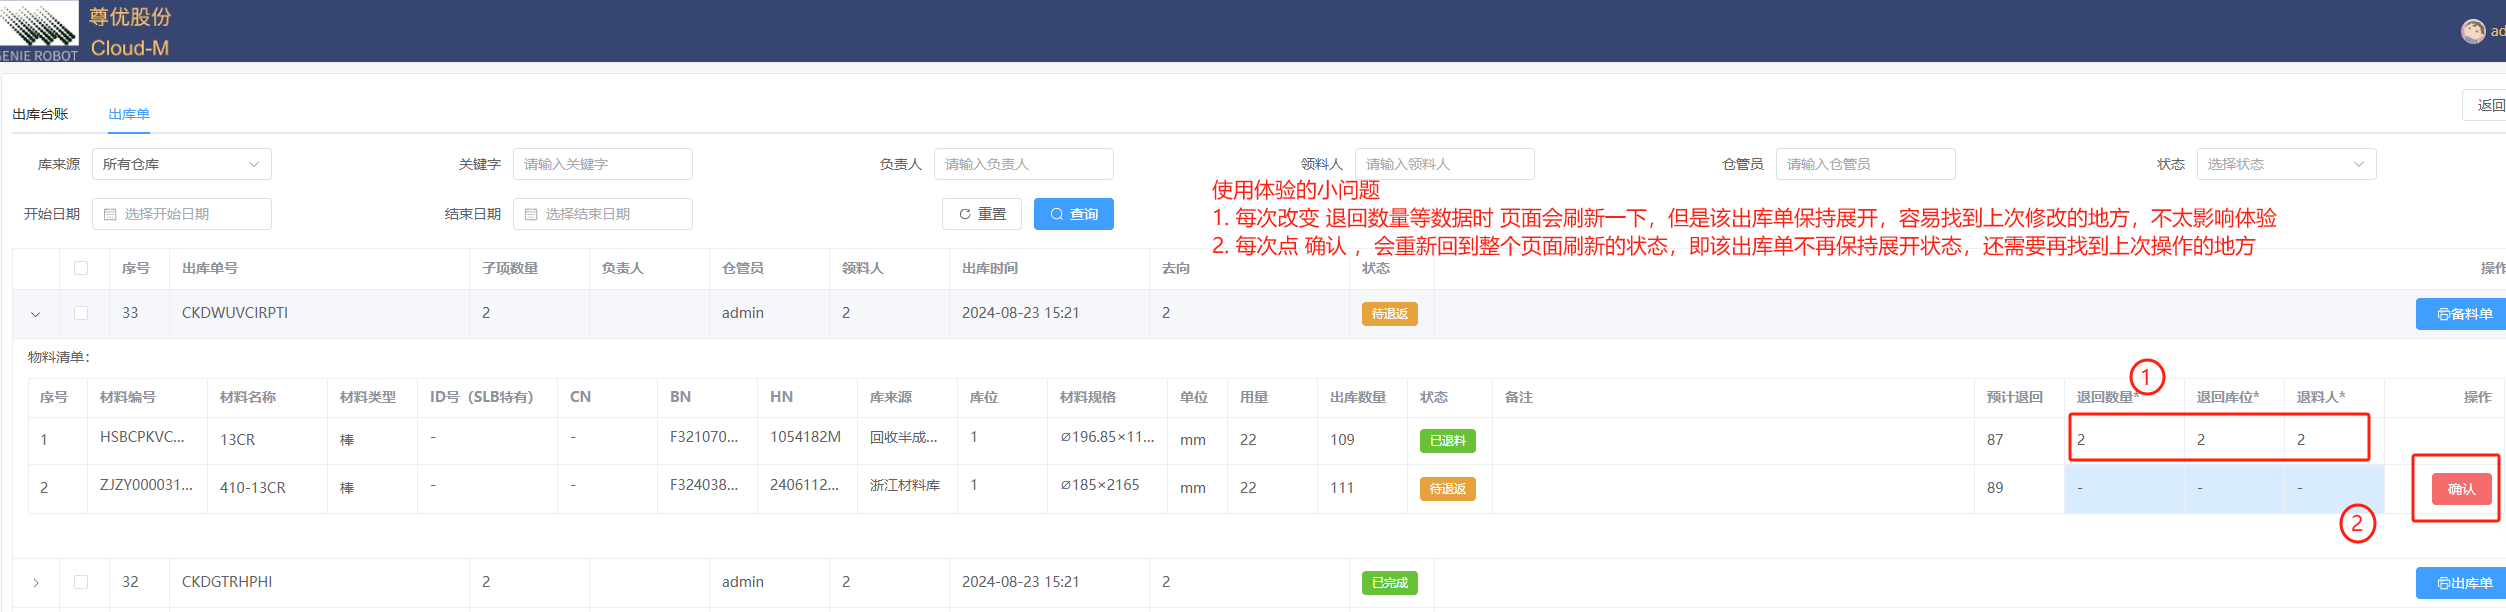 尊优股份
Cloud-M
GENIE ROBOT
出库台账 出库单 返回
库来源 所有仓库 关键字 请输入关键字 负责人 请输入负责人 领料人 请输入领料人 仓管员 请输入仓管员 状态 选择状态
使用体验的小问题
开始日期 选择开始日期 结束日期 选择结束日期 重置 查询
1. 每次改变 退回数量等数据时 页面会刷新一下，但是该出库单保持展开，容易找到上次修改的地方，不太影响体验
2. 每次点 确认 ，会重新回到整个页面刷新的状态，即该出库单不再保持展开状态，还需要再找到上次操作的地方
序号 出库单号 子项数量 负责人 仓管员 领料人 出库时间 去向 状态 操作
33 CKDWUVCIRPTI 2 admin 2 2024-08-23 15:21 2 待退返 备料单
物料清单：
①
序号 材料编号 材料名称 材料类型 ID号（SLB特有） CN BN HN 库来源 库位 材料规格 单位 用量 出库数量 状态 备注 预计退回 退回数量* 退回库位* 退料人* 操作
1 HSBCPKVC... 13CR 棒 - - F321070... 1054182M 回收半成... 1 ∅196.85×11... mm 22 109 已退料 87 2 2 2
2 ZJZY000031... 410-13CR 棒 - - F324038... 2406112... 浙江材料库 1 ∅185×2165 mm 22 111 待退返 89 - - - 确认
②
32 CKDGTRHPHI 2 admin 2 2024-08-23 15:21 2 已完成 出库单